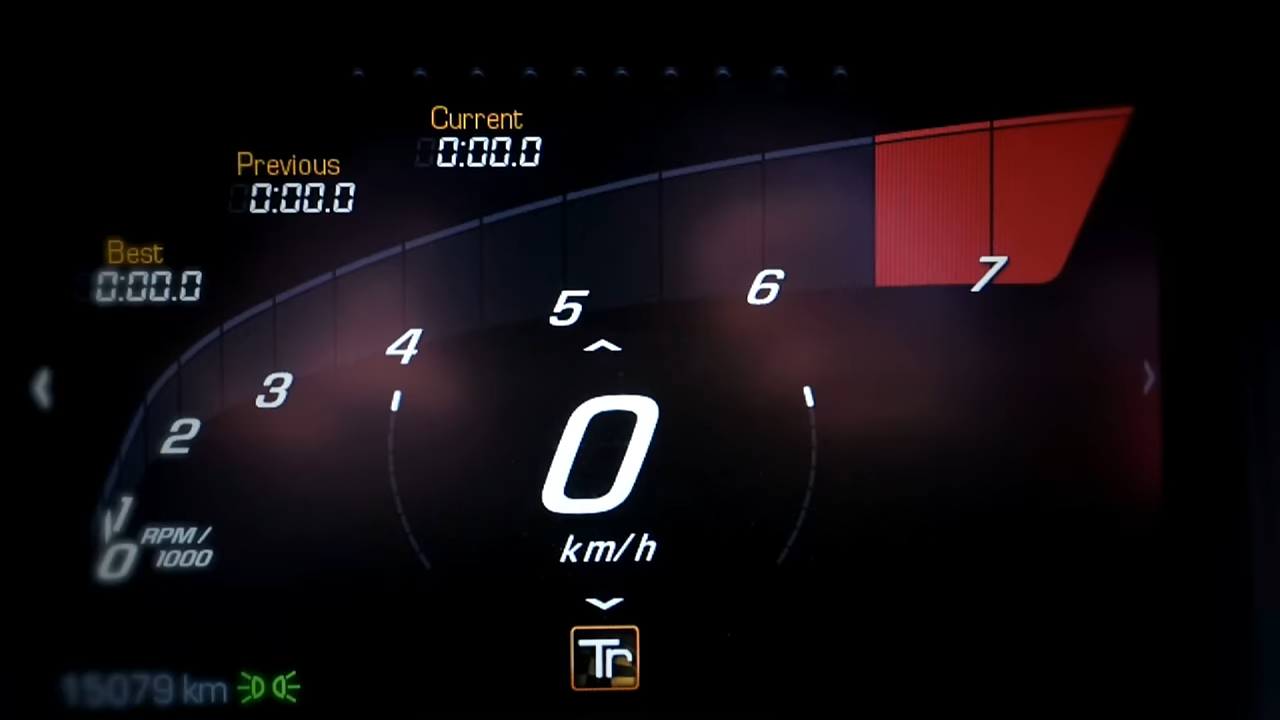 Current
0:00.0
Previous
0:00.0
Best
0:00.0
7
6
5
4
3
2
1
0
RPM/
1000
0
km/h
Tr
15079 km